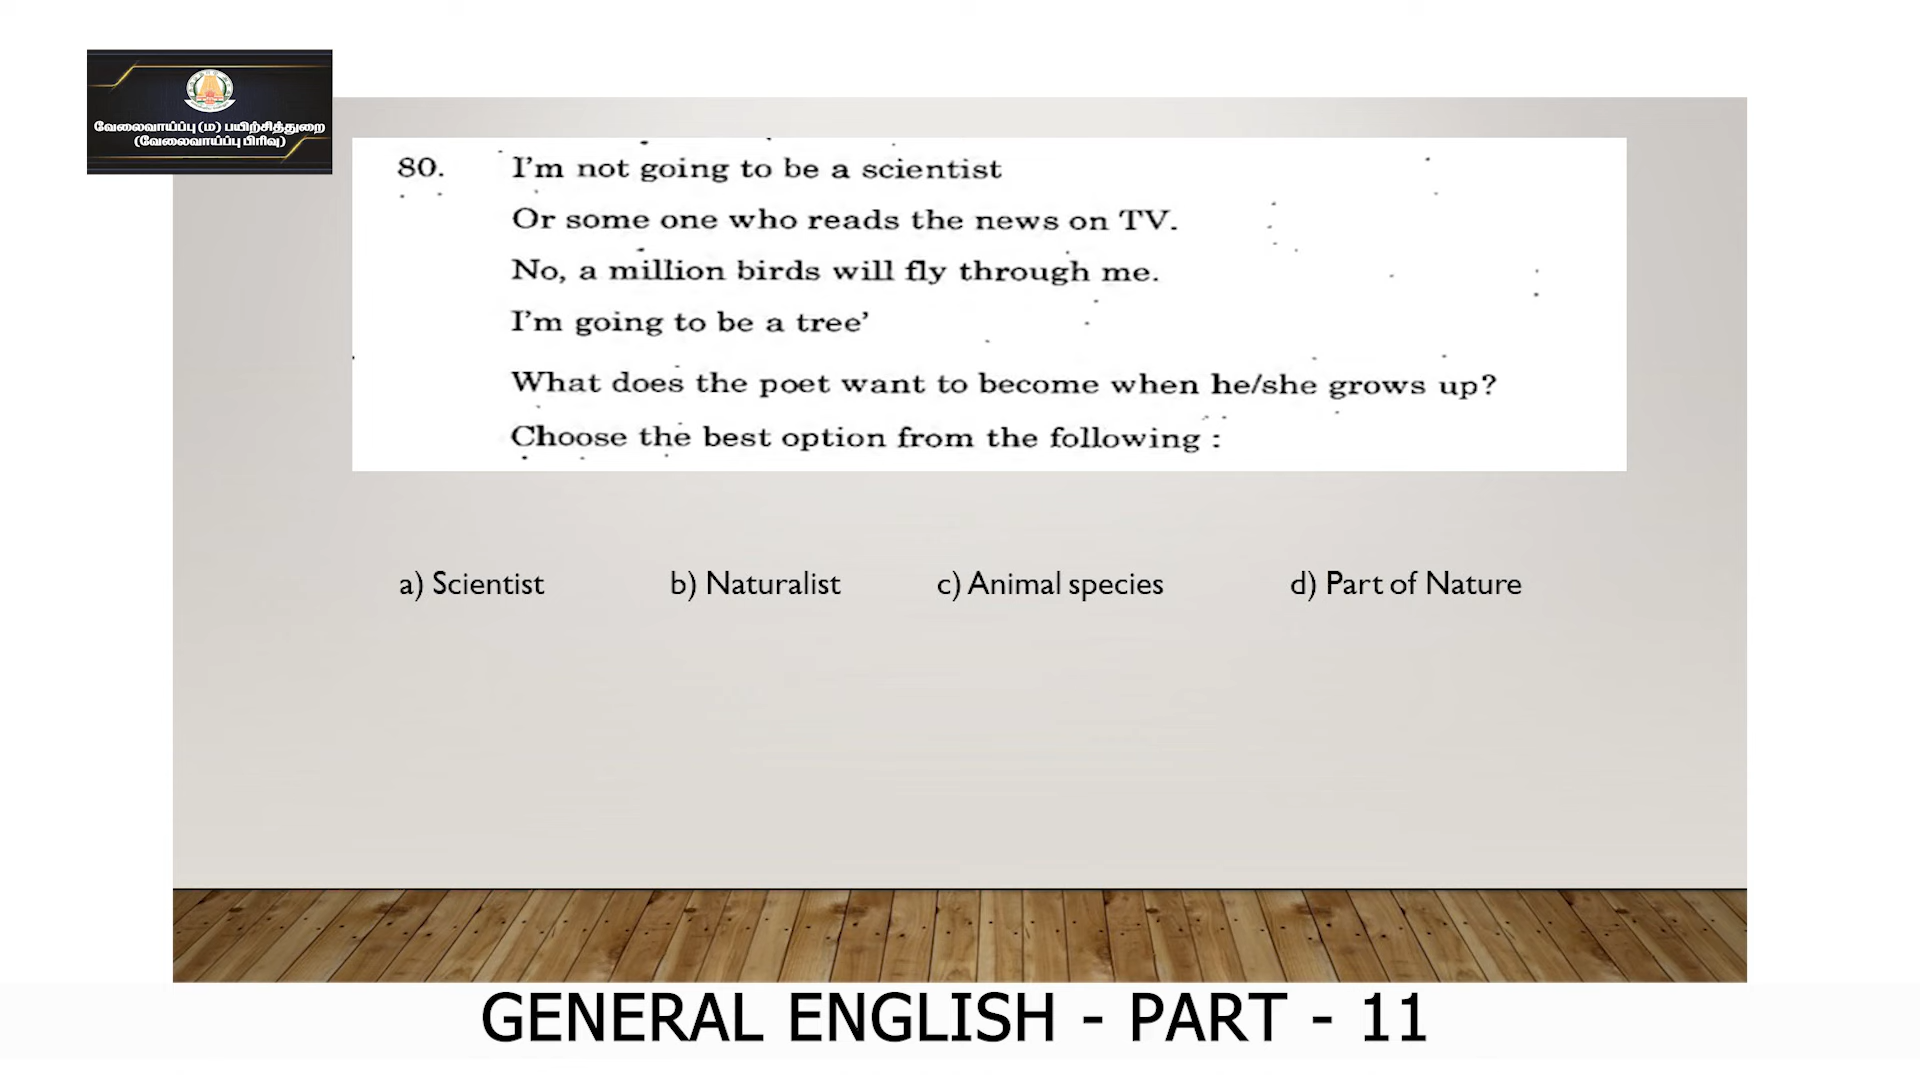 வேலைவாய்ப்பு (ம) பயிற்சித்துறை
(வேலைவாய்ப்பு பிரிவு)
80. I'm not going to be a scientist
Or some one who reads the news on TV.
No, a million birds will fly through me.
I'm going to be a tree'
What does the poet want to become when he/she grows up?
Choose the best option from the following :
a) Scientist b) Naturalist c) Animal species d) Part of Nature
GENERAL ENGLISH - PART - 11